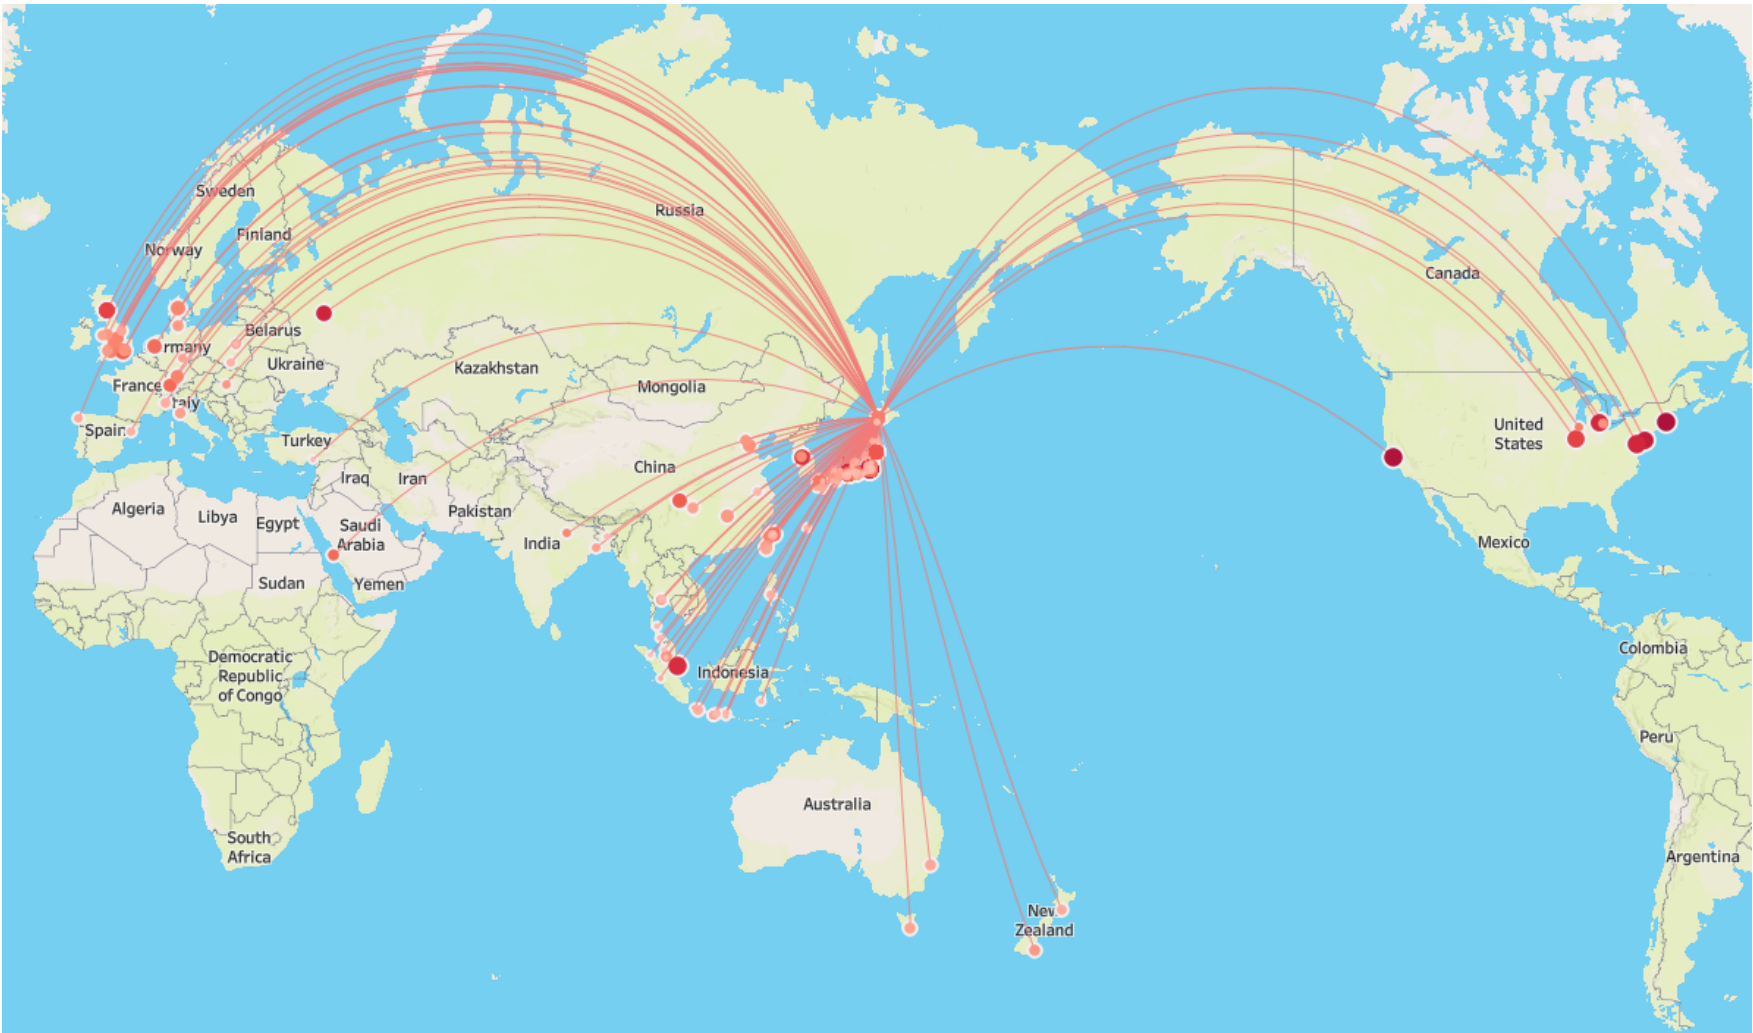 Sweden
Russia
Finland
Norway
Canada
Belarus
rmany
Ukraine
Kazakhstan
France
Mongolia
Italy
Spain
Turkey
United
States
China
Iraq
Iran
Algeria
Libya
Egypt
Pakistan
Saudi
Arabia
India
Mexico
Sudan
Yemen
Colombia
Democratic
Republic
of Congo
Indonesia
Peru
Australia
South
Africa
Argentina
New
Zealand